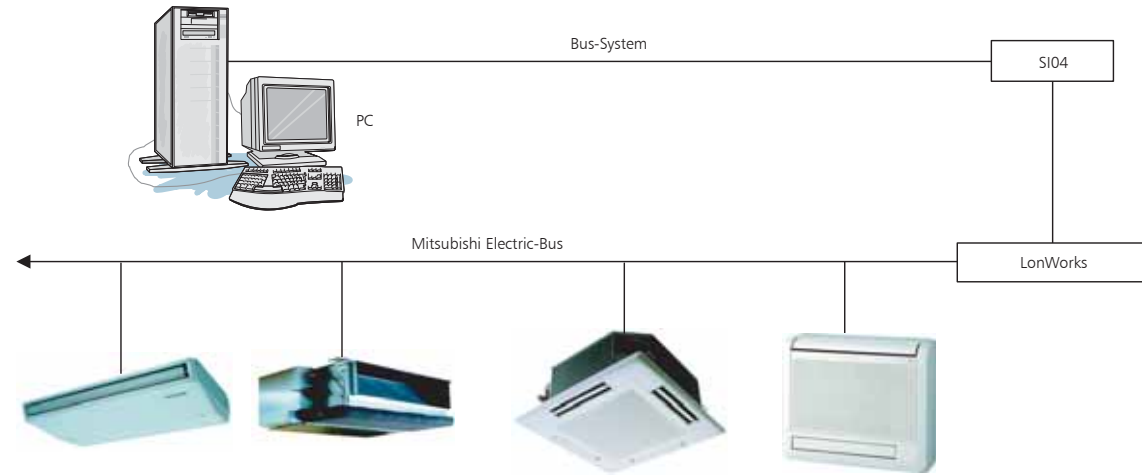 Bus-System
SI04
PC
Mitsubishi Electric-Bus
LonWorks